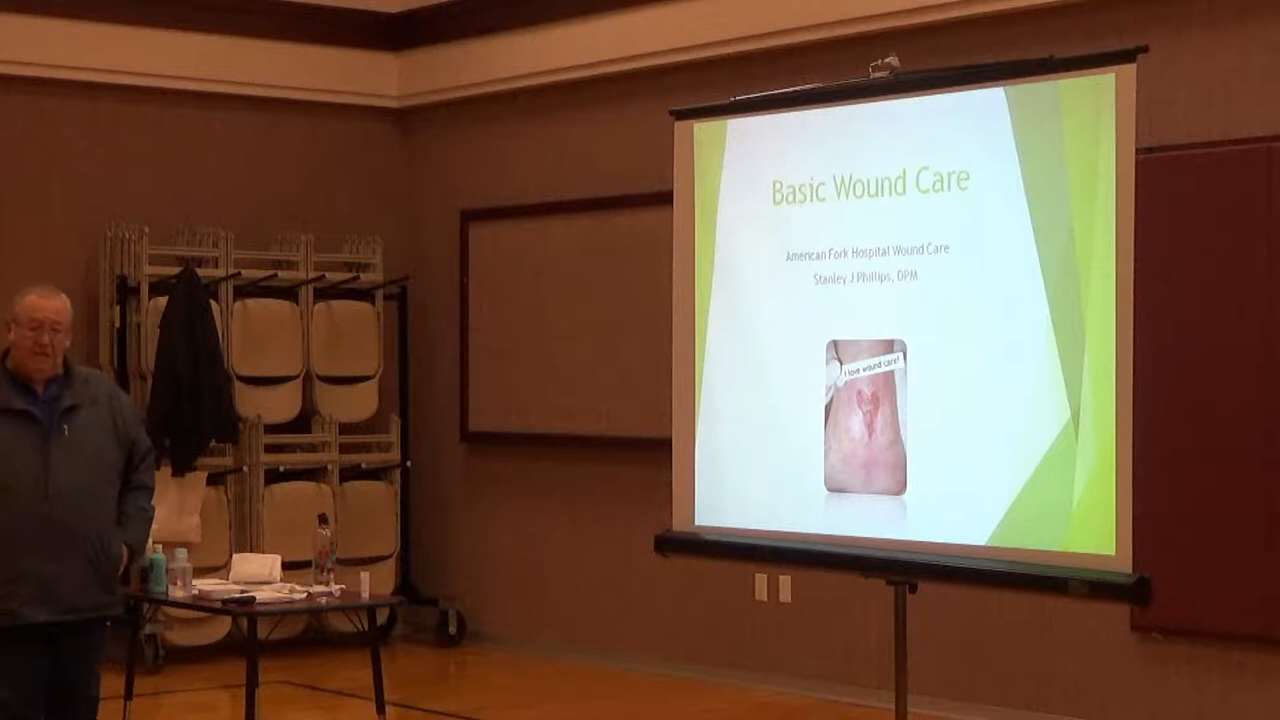 Basic Wound Care
American Fork Hospital Wound Care
Stanley J Phillips, DPM
I love wound care!